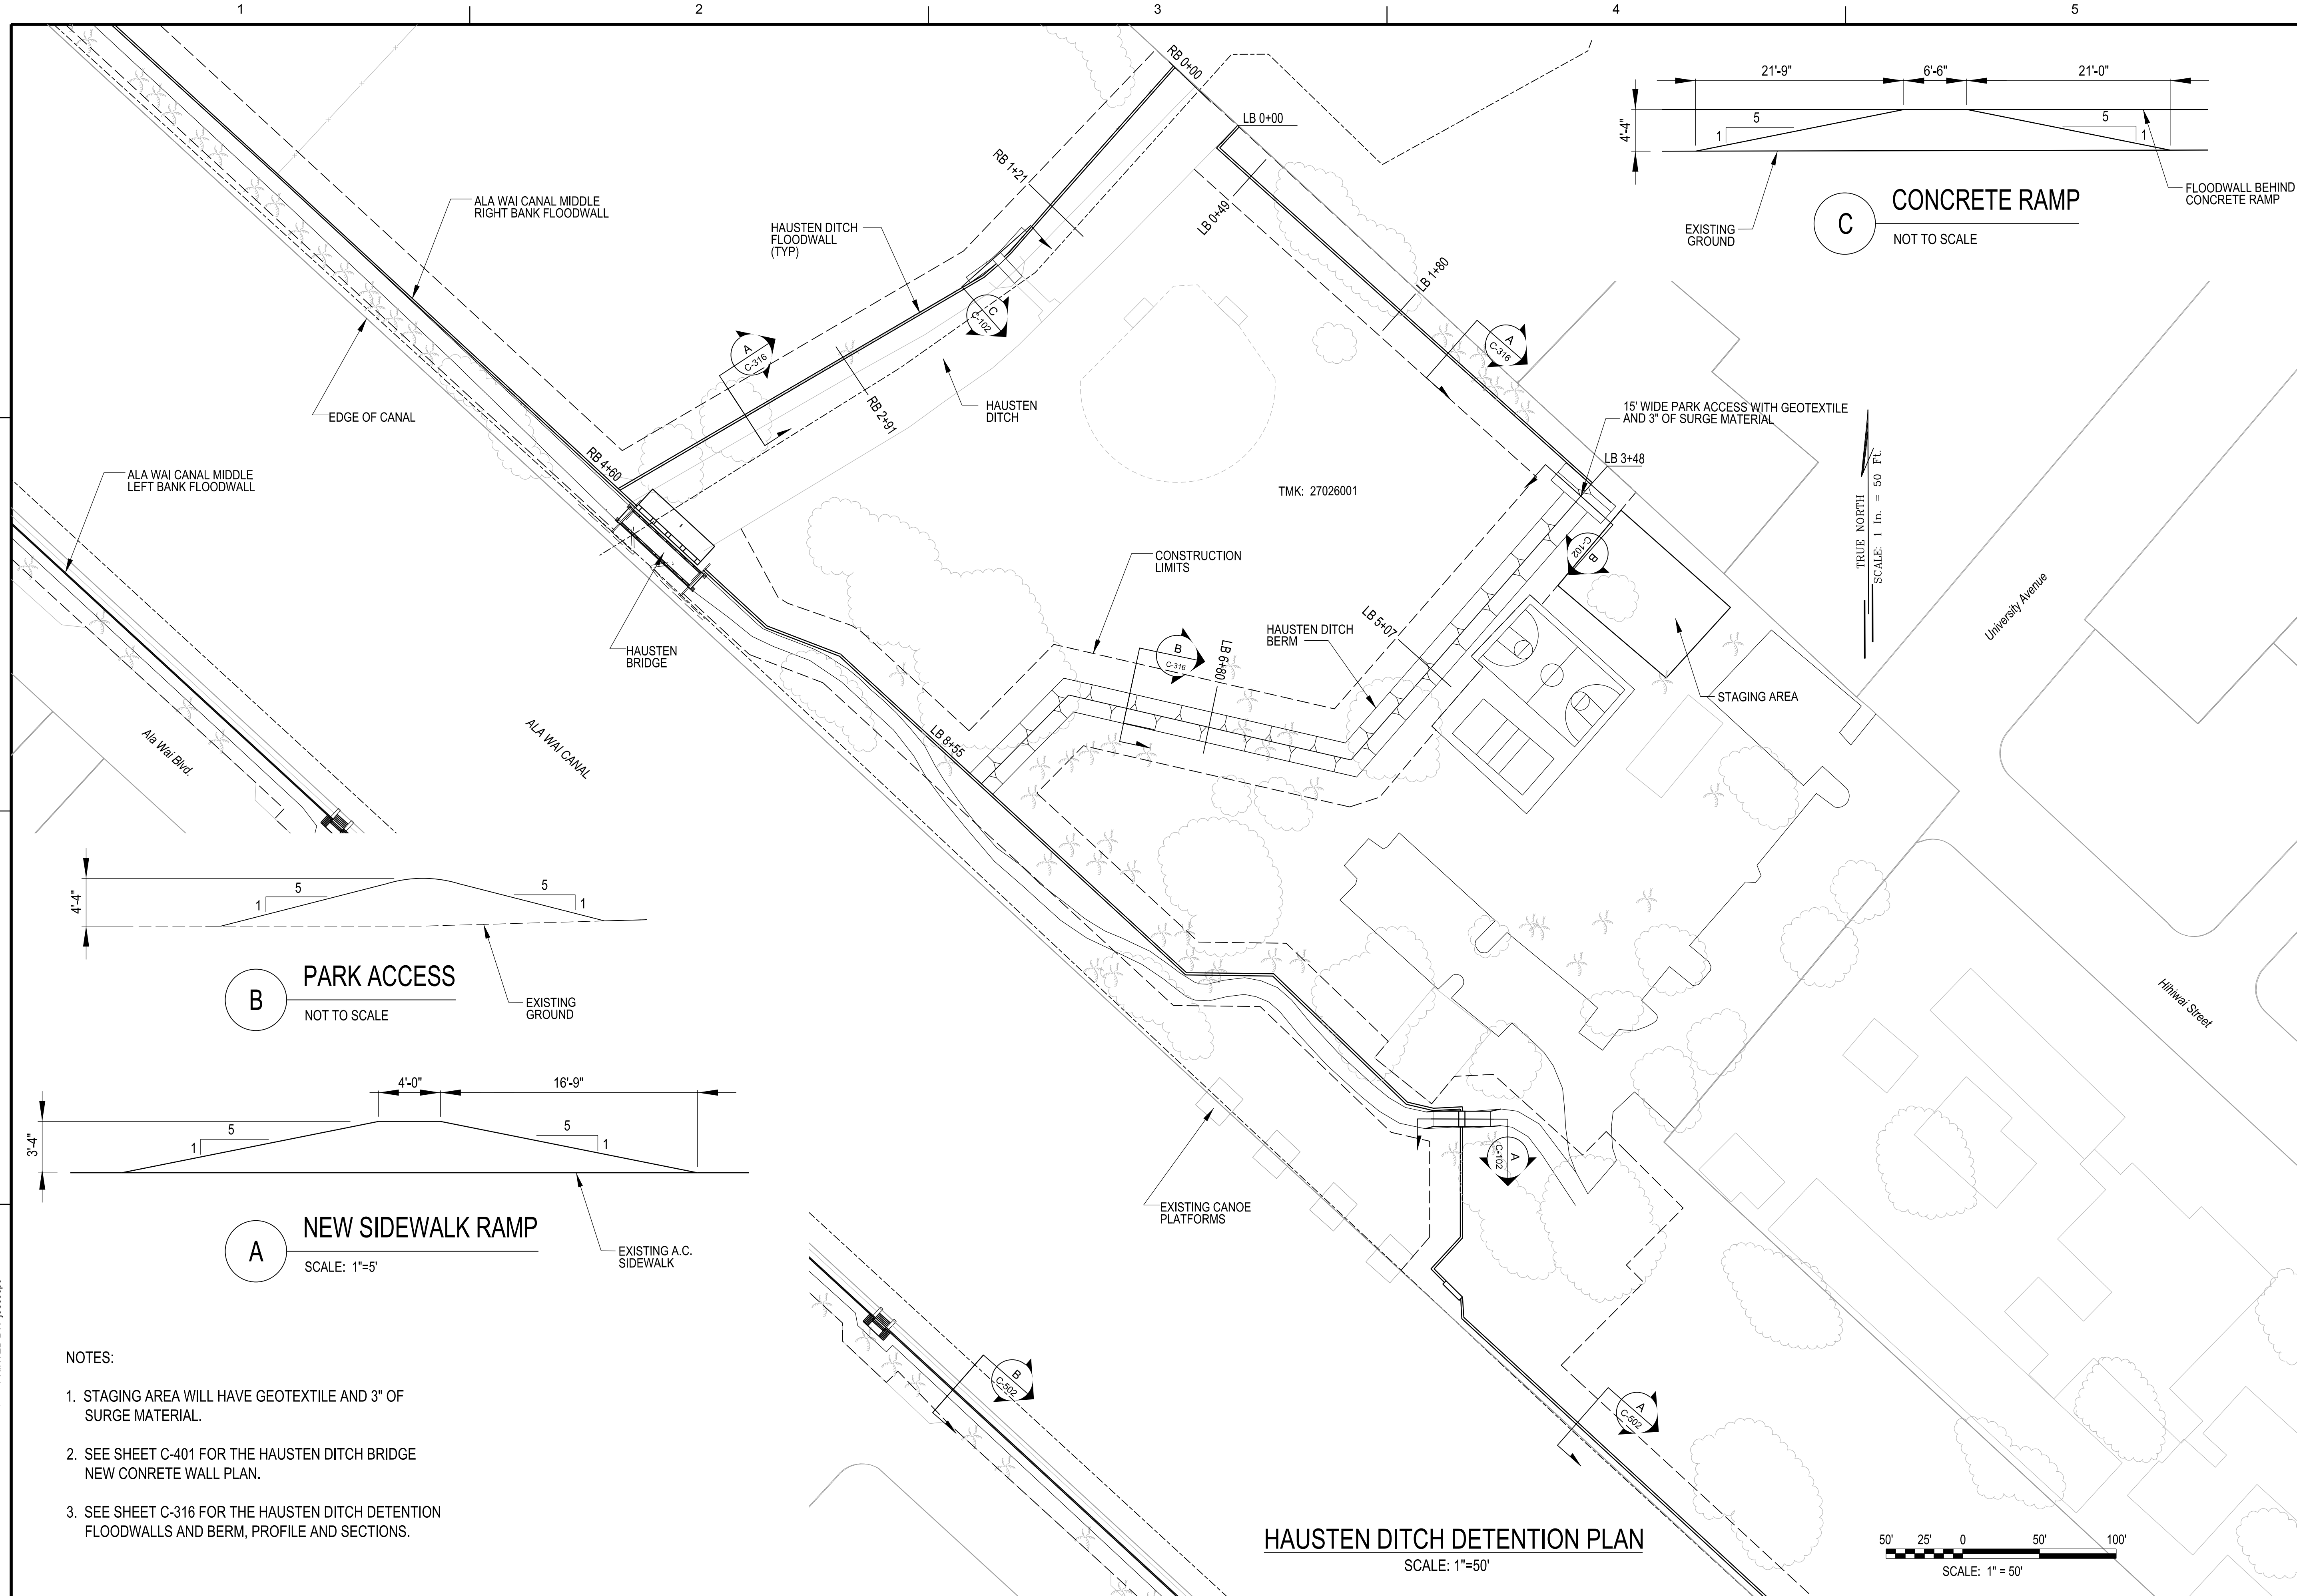 1
2
3
4
5
RB 0+00
LB 0+00
RB 1+21
LB 0+49
LB 1+80
ALA WAI CANAL MIDDLE
RIGHT BANK FLOODWALL
HAUSTEN DITCH
FLOODWALL
(TYP)
C
C-102
A
C-316
RB 2+91
HAUSTEN
DITCH
EDGE OF CANAL
RB 4+60
ALA WAI CANAL MIDDLE
LEFT BANK FLOODWALL
A
C-316
15' WIDE PARK ACCESS WITH GEOTEXTILE
AND 3" OF SURGE MATERIAL
LB 3+48
TMK: 27026001
B
C-102
CONSTRUCTION
LIMITS
HAUSTEN DITCH
BERM
LB 5+07
B
C-316
LB 6+80
HAUSTEN
BRIDGE
STAGING AREA
LB 8+55
Ala Wai Blvd.
ALA WAI CANAL
TRUE NORTH
SCALE: 1 In. = 50 Ft.
University Avenue
Hihiwai Street
EXISTING CANOE
PLATFORMS
A
C-102
B
C-502
A
C-502
21'-9"
6'-6"
21'-0"
4'-4"
5
1
5
1
EXISTING
GROUND
FLOODWALL BEHIND
CONCRETE RAMP
C
CONCRETE RAMP
NOT TO SCALE
4'-4"
5
1
5
1
B
PARK ACCESS
NOT TO SCALE
EXISTING
GROUND
4'-0"
16'-9"
3'-4"
5
1
5
1
A
NEW SIDEWALK RAMP
SCALE: 1"=5'
EXISTING A.C.
SIDEWALK
NOTES:
1. STAGING AREA WILL HAVE GEOTEXTILE AND 3" OF
SURGE MATERIAL.
2. SEE SHEET C-401 FOR THE HAUSTEN DITCH BRIDGE
NEW CONRETE WALL PLAN.
3. SEE SHEET C-316 FOR THE HAUSTEN DITCH DETENTION
FLOODWALLS AND BERM, PROFILE AND SECTIONS.
HAUSTEN DITCH DETENTION PLAN
SCALE: 1"=50'
50' 25' 0 50' 100'
SCALE: 1" = 50'